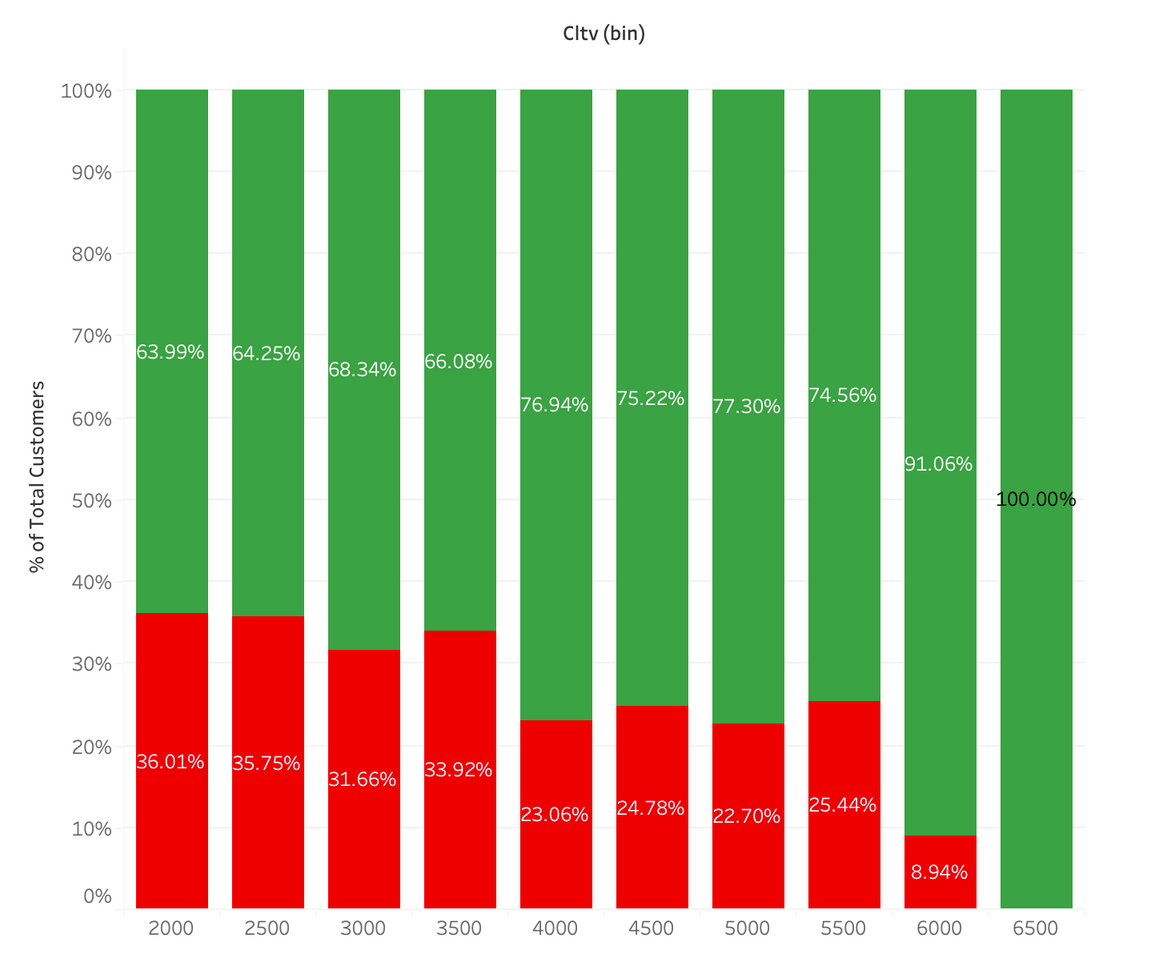 Cltv (bin)
100%
90%
80%
70%
60%
50%
40%
30%
20%
10%
0%
% of Total Customers
63.99% 64.25% 68.34% 66.08% 76.94% 75.22% 77.30% 74.56% 91.06% 100.00%
36.01% 35.75% 31.66% 33.92% 23.06% 24.78% 22.70% 25.44% 8.94%
2000 2500 3000 3500 4000 4500 5000 5500 6000 6500